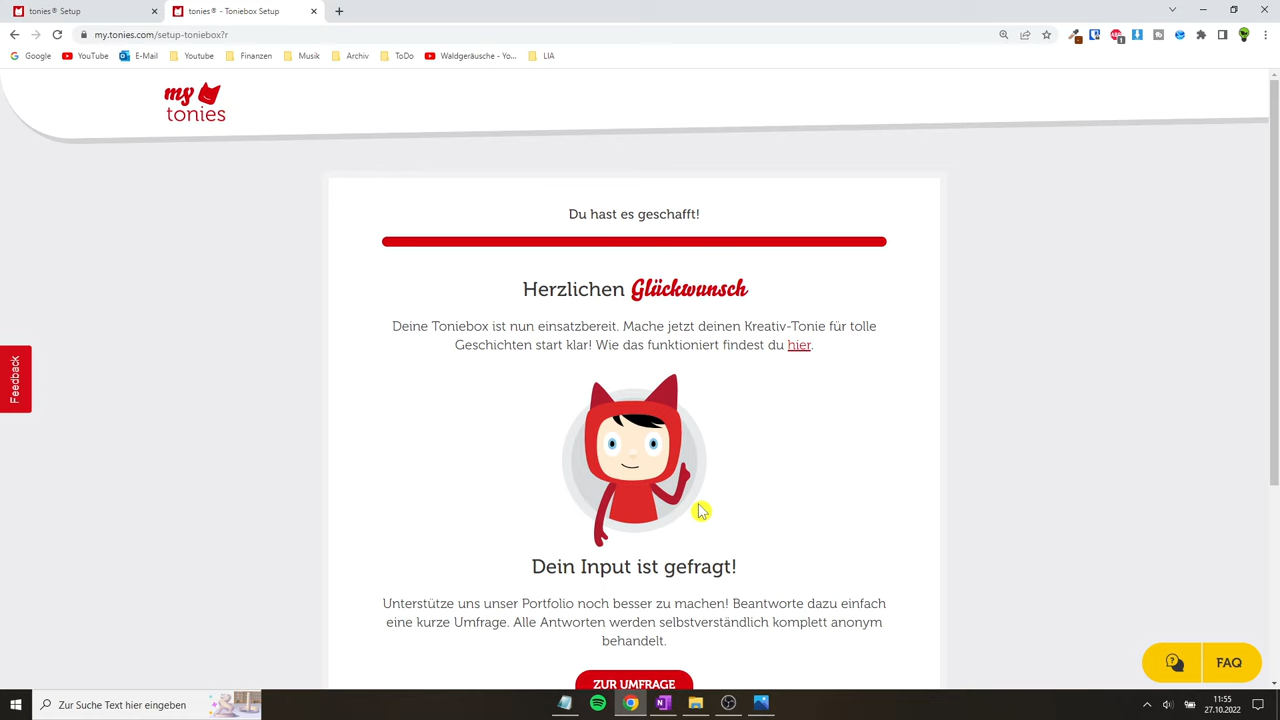 tonies® Setup
tonies® - Toniebox Setup
my.tonies.com/setup-toniebox?r
Google
YouTube
E-Mail
Youtube
Finanzen
Musik
Archiv
ToDo
Waldgeräusche - Yo...
LIA
my
tonies
Du hast es geschafft!
Herzlichen Glückwunsch
Deine Toniebox ist nun einsatzbereit. Mache jetzt deinen Kreativ-Tonie für tolle
Geschichten start klar! Wie das funktioniert findest du hier.
Feedback
Dein Input ist gefragt!
Unterstütze uns unser Portfolio noch besser zu machen! Beantworte dazu einfach
eine kurze Umfrage. Alle Antworten werden selbstverständlich komplett anonym
behandelt.
ZUR UMFRAGE
FAQ
Zur Suche Text hier eingeben
11:55
27.10.2022